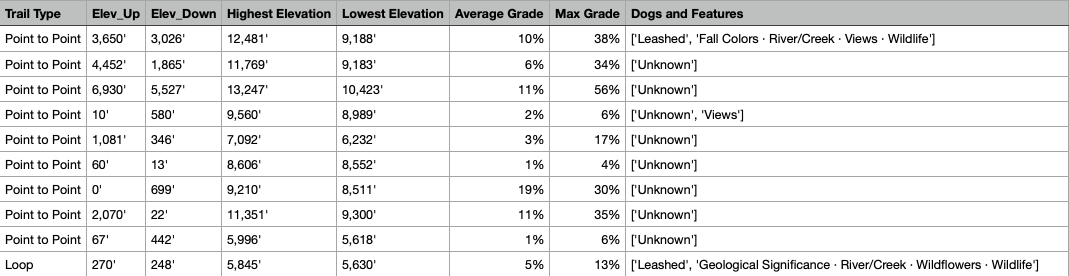 Trail Type Elev_Up Elev_Down Highest Elevation Lowest Elevation Average Grade Max Grade Dogs and Features
Point to Point 3,650' 3,026' 12,481' 9,188' 10% 38% ['Leashed', 'Fall Colors · River/Creek · Views · Wildlife']
Point to Point 4,452' 1,865' 11,769' 9,183' 6% 34% ['Unknown']
Point to Point 6,930' 5,527' 13,247' 10,423' 11% 56% ['Unknown']
Point to Point 10' 580' 9,560' 8,989' 2% 6% ['Unknown', 'Views']
Point to Point 1,081' 346' 7,092' 6,232' 3% 17% ['Unknown']
Point to Point 60' 13' 8,606' 8,552' 1% 4% ['Unknown']
Point to Point 0' 699' 9,210' 8,511' 19% 30% ['Unknown']
Point to Point 2,070' 22' 11,351' 9,300' 11% 35% ['Unknown']
Point to Point 67' 442' 5,996' 5,618' 1% 6% ['Unknown']
Loop 270' 248' 5,845' 5,630' 5% 13% ['Leashed', 'Geological Significance · River/Creek · Wildflowers · Wildlife']